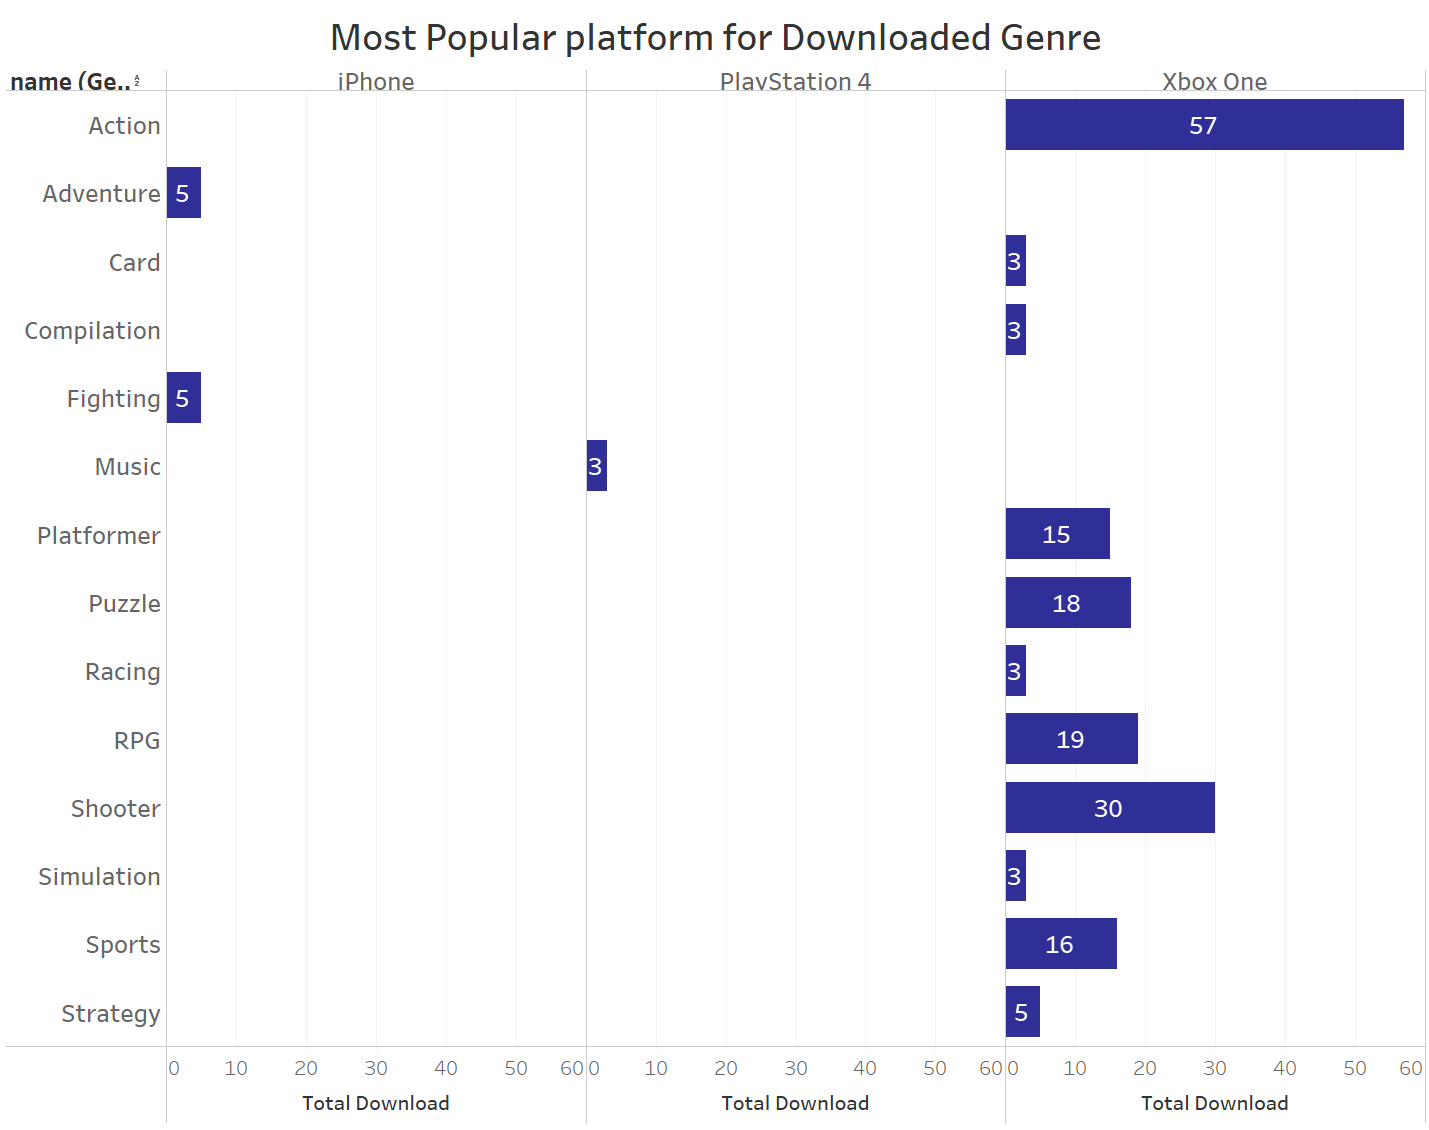 Most Popular platform for Downloaded Genre
name (Ge.. iPhone PlayStation 4 Xbox One
Action 57
Adventure 5
Card 3
Compilation 3
Fighting 5
Music 3
Platformer 15
Puzzle 18
Racing 3
RPG 19
Shooter 30
Simulation 3
Sports 16
Strategy 5
0 10 20 30 40 50 60 0 10 20 30 40 50 60 0 10 20 30 40 50 60
Total Download Total Download Total Download